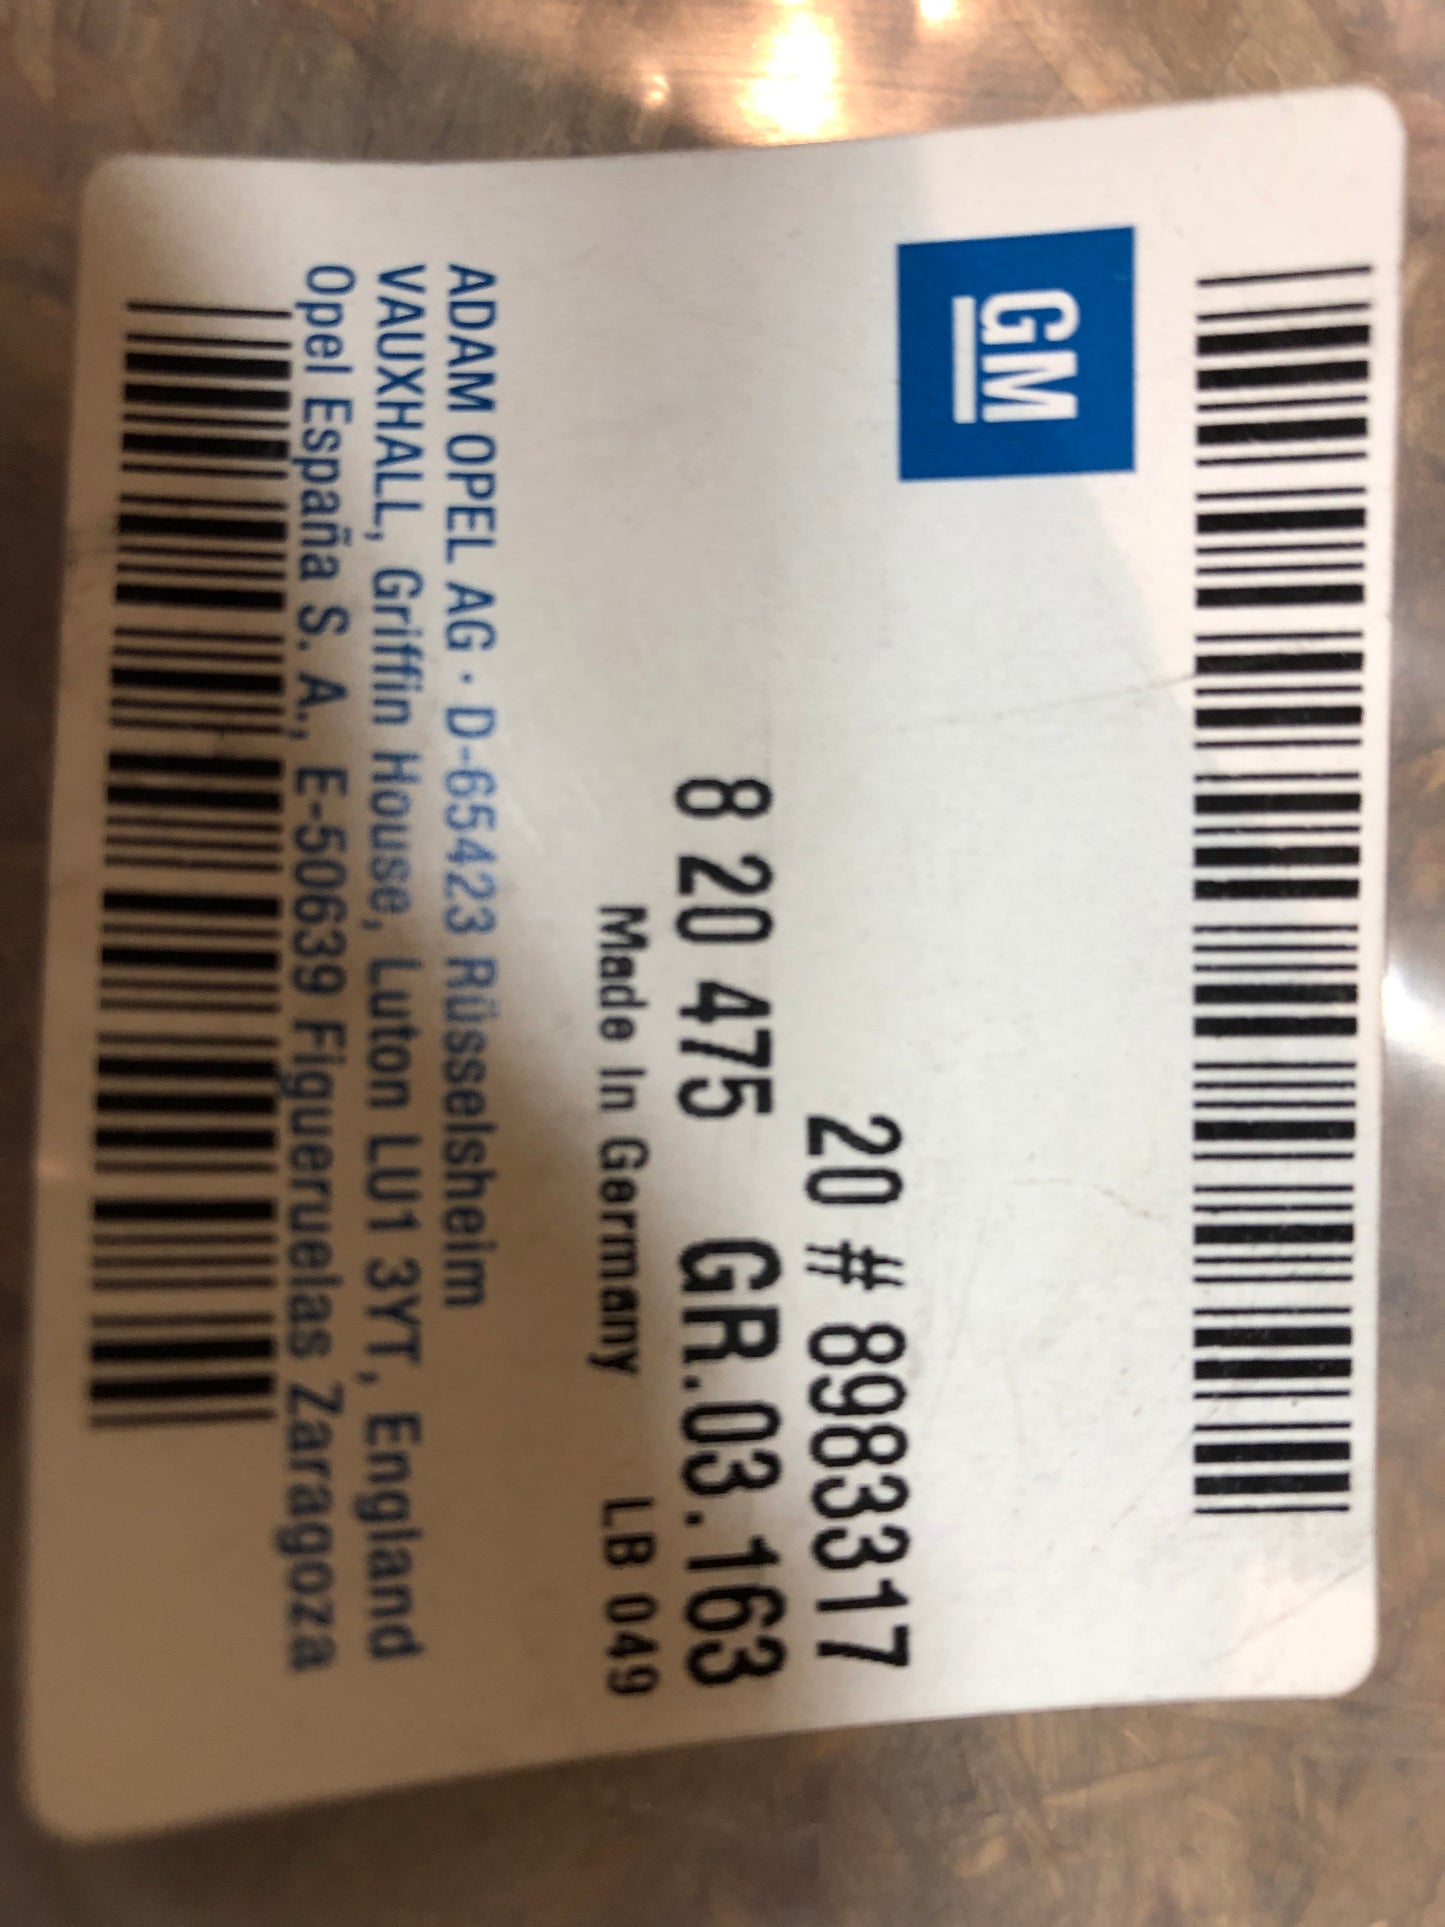 GM
20 # 8983317
8 20 475 GR.03.163
Made In Germany LB 049
ADAM OPEL AG · D-65423 Rüsselsheim
VAUXHALL, Griffin House, Luton LU1 3YT, England
Opel España S. A., E-50639 Figueruelas Zaragoza